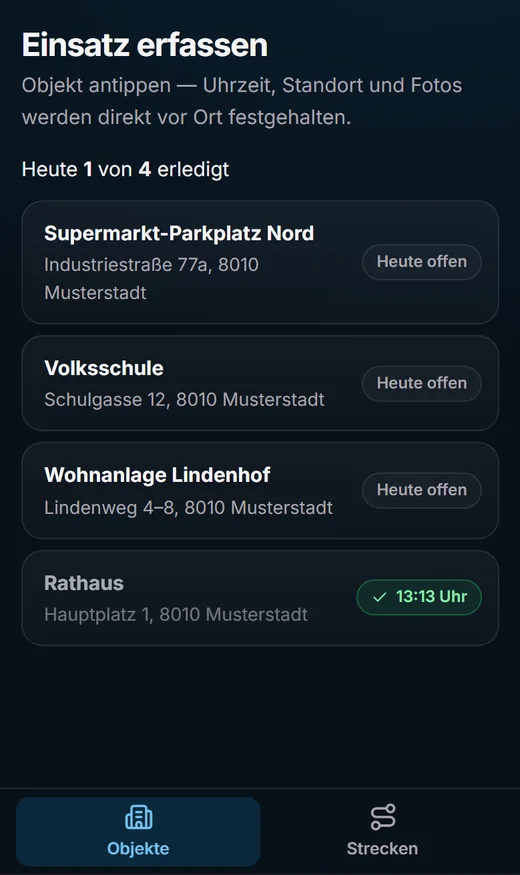 Einsatz erfassen
Objekt antippen — Uhrzeit, Standort und Fotos
werden direkt vor Ort festgehalten.
Heute 1 von 4 erledigt
Supermarkt-Parkplatz Nord
Industriestraße 77a, 8010
Musterstadt
Heute offen
Volksschule
Schulgasse 12, 8010 Musterstadt
Heute offen
Wohnanlage Lindenhof
Lindenweg 4–8, 8010 Musterstadt
Heute offen
Rathaus
Hauptplatz 1, 8010 Musterstadt
13:13 Uhr
Objekte
Strecken